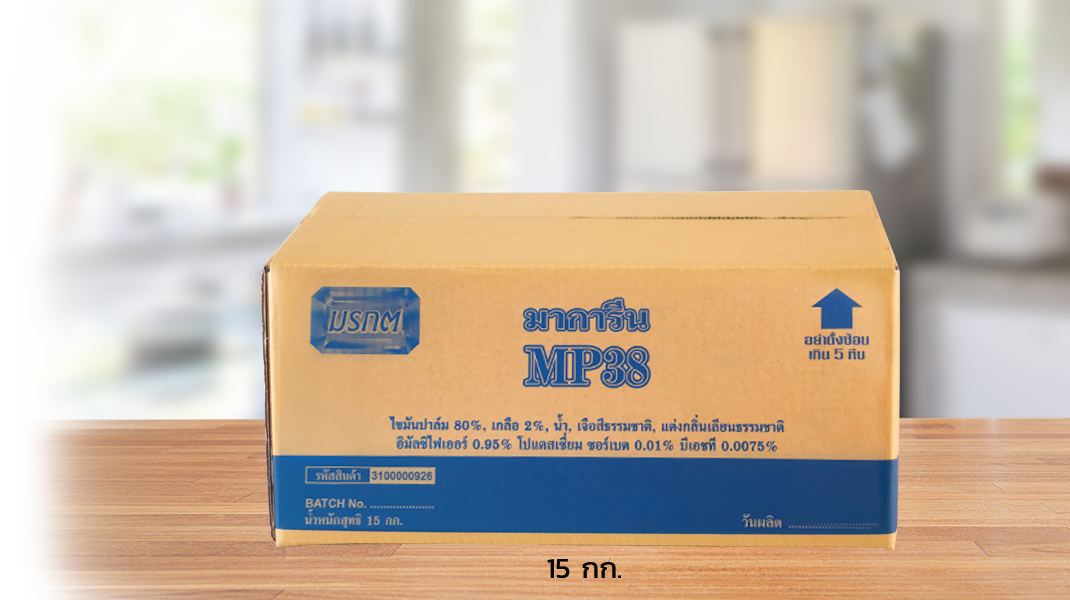 มรกต
มาการีน
MP38
อย่าตั้งซ้อน
เกิน 5 ทีบ
ไขมันปาล์ม 80%, เกลือ 2%, น้ำ, เจือสีธรรมชาติ, แต่งกลิ่นเลียนธรรมชาติ
อิมัลซิไฟเออร์ 0.95% โปแตสเซี่ยม ซอร์เบต 0.01% บีเอชที 0.0075%
รหัสสินค้า 3100000926
BATCH No. ....................
น้ำหนักสุทธิ 15 กก.
วันผลิต ............................
15 กก.